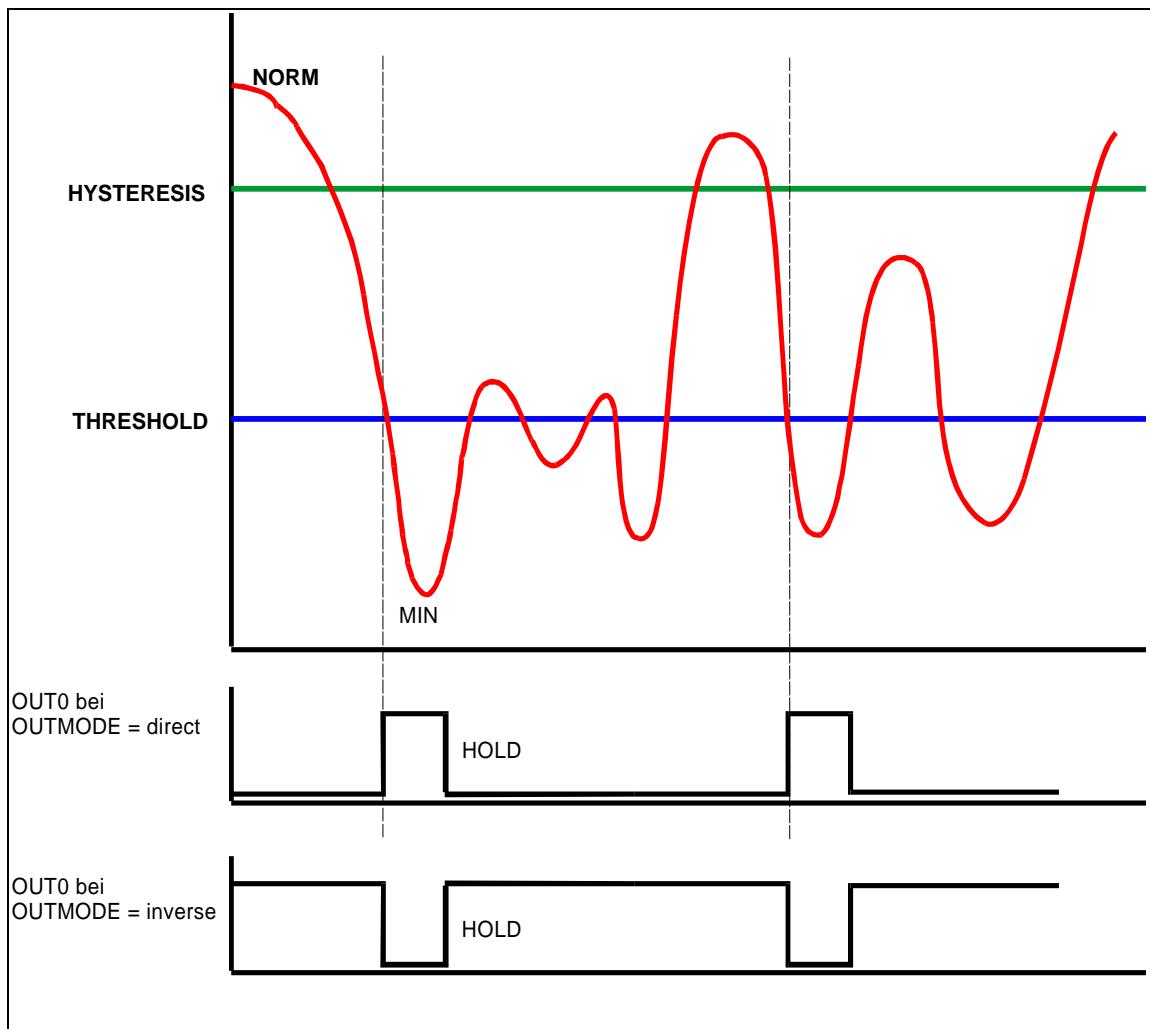 NORM
HYSTERESIS
THRESHOLD
MIN
OUT0 bei
OUTMODE = direct
HOLD
OUT0 bei
OUTMODE = inverse
HOLD